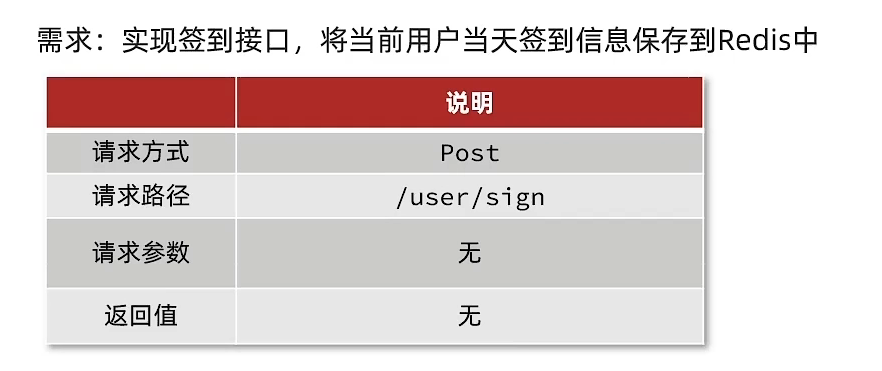 需求：实现签到接口，将当前用户当天签到信息保存到Redis中
说明
请求方式 Post
请求路径 /user/sign
请求参数 无
返回值 无